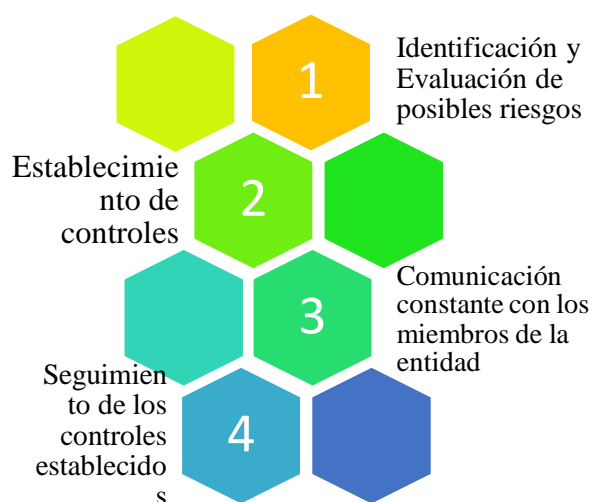 1
Identificación y
Evaluación de
posibles riesgos
Establecimie
nto de
controles
2
3
Comunicación
constante con los
miembros de la
entidad
Seguimien
to de los
controles
establecido
s
4